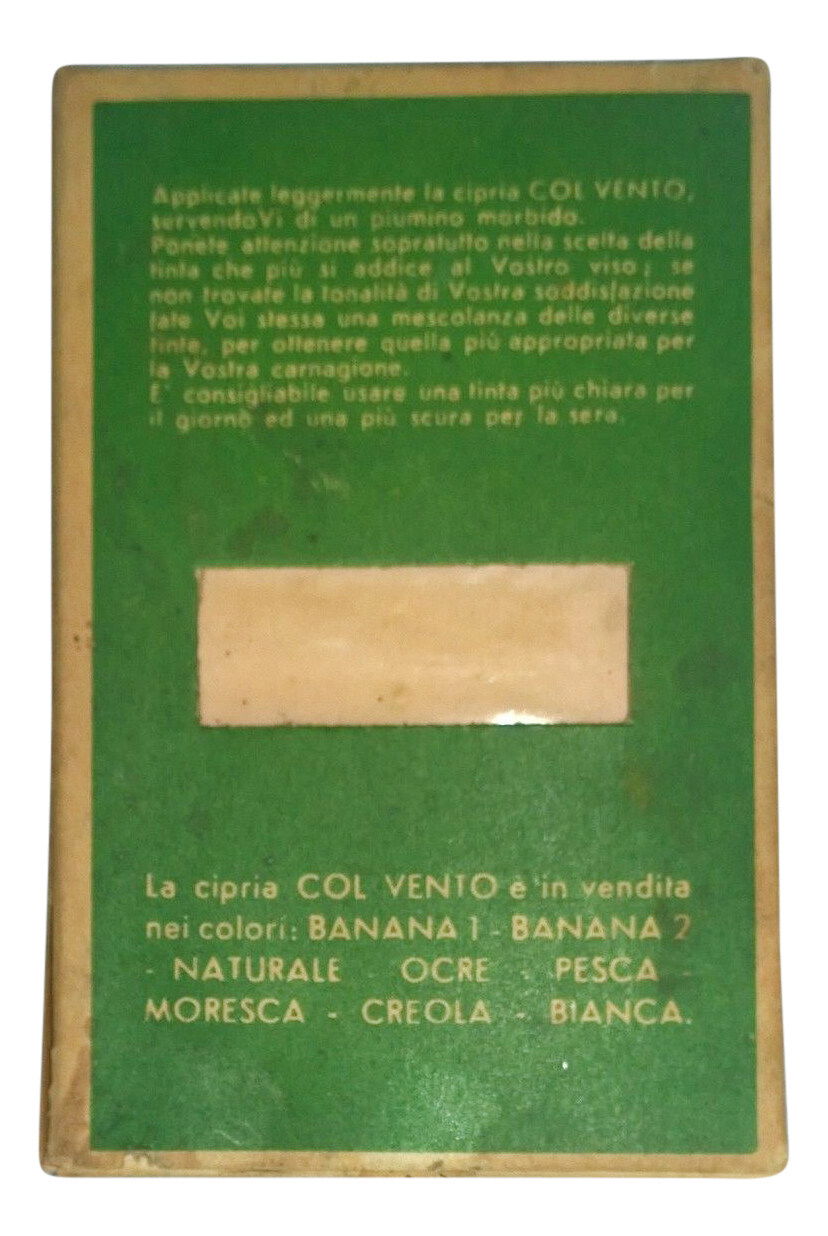 Applicate leggermente la cipria COL VENTO,
servendoVi di un piumino morbido.
Ponete attenzione sopratutto nella scelta della
tinta che più si addice al Vostro viso; se
non trovate la tonalità di Vostra soddisfazione
fate Voi stessa una mescolanza delle diverse
tinte, per ottenere quella più appropriata per
la Vostra carnagione.
E' consigliabile usare una tinta più chiara per
il giorno ed una più scura per la sera.
La cipria COL VENTO è in vendita
nei colori: BANANA 1 - BANANA 2
- NATURALE - OCRE - PESCA -
MORESCA - CREOLA - BIANCA.